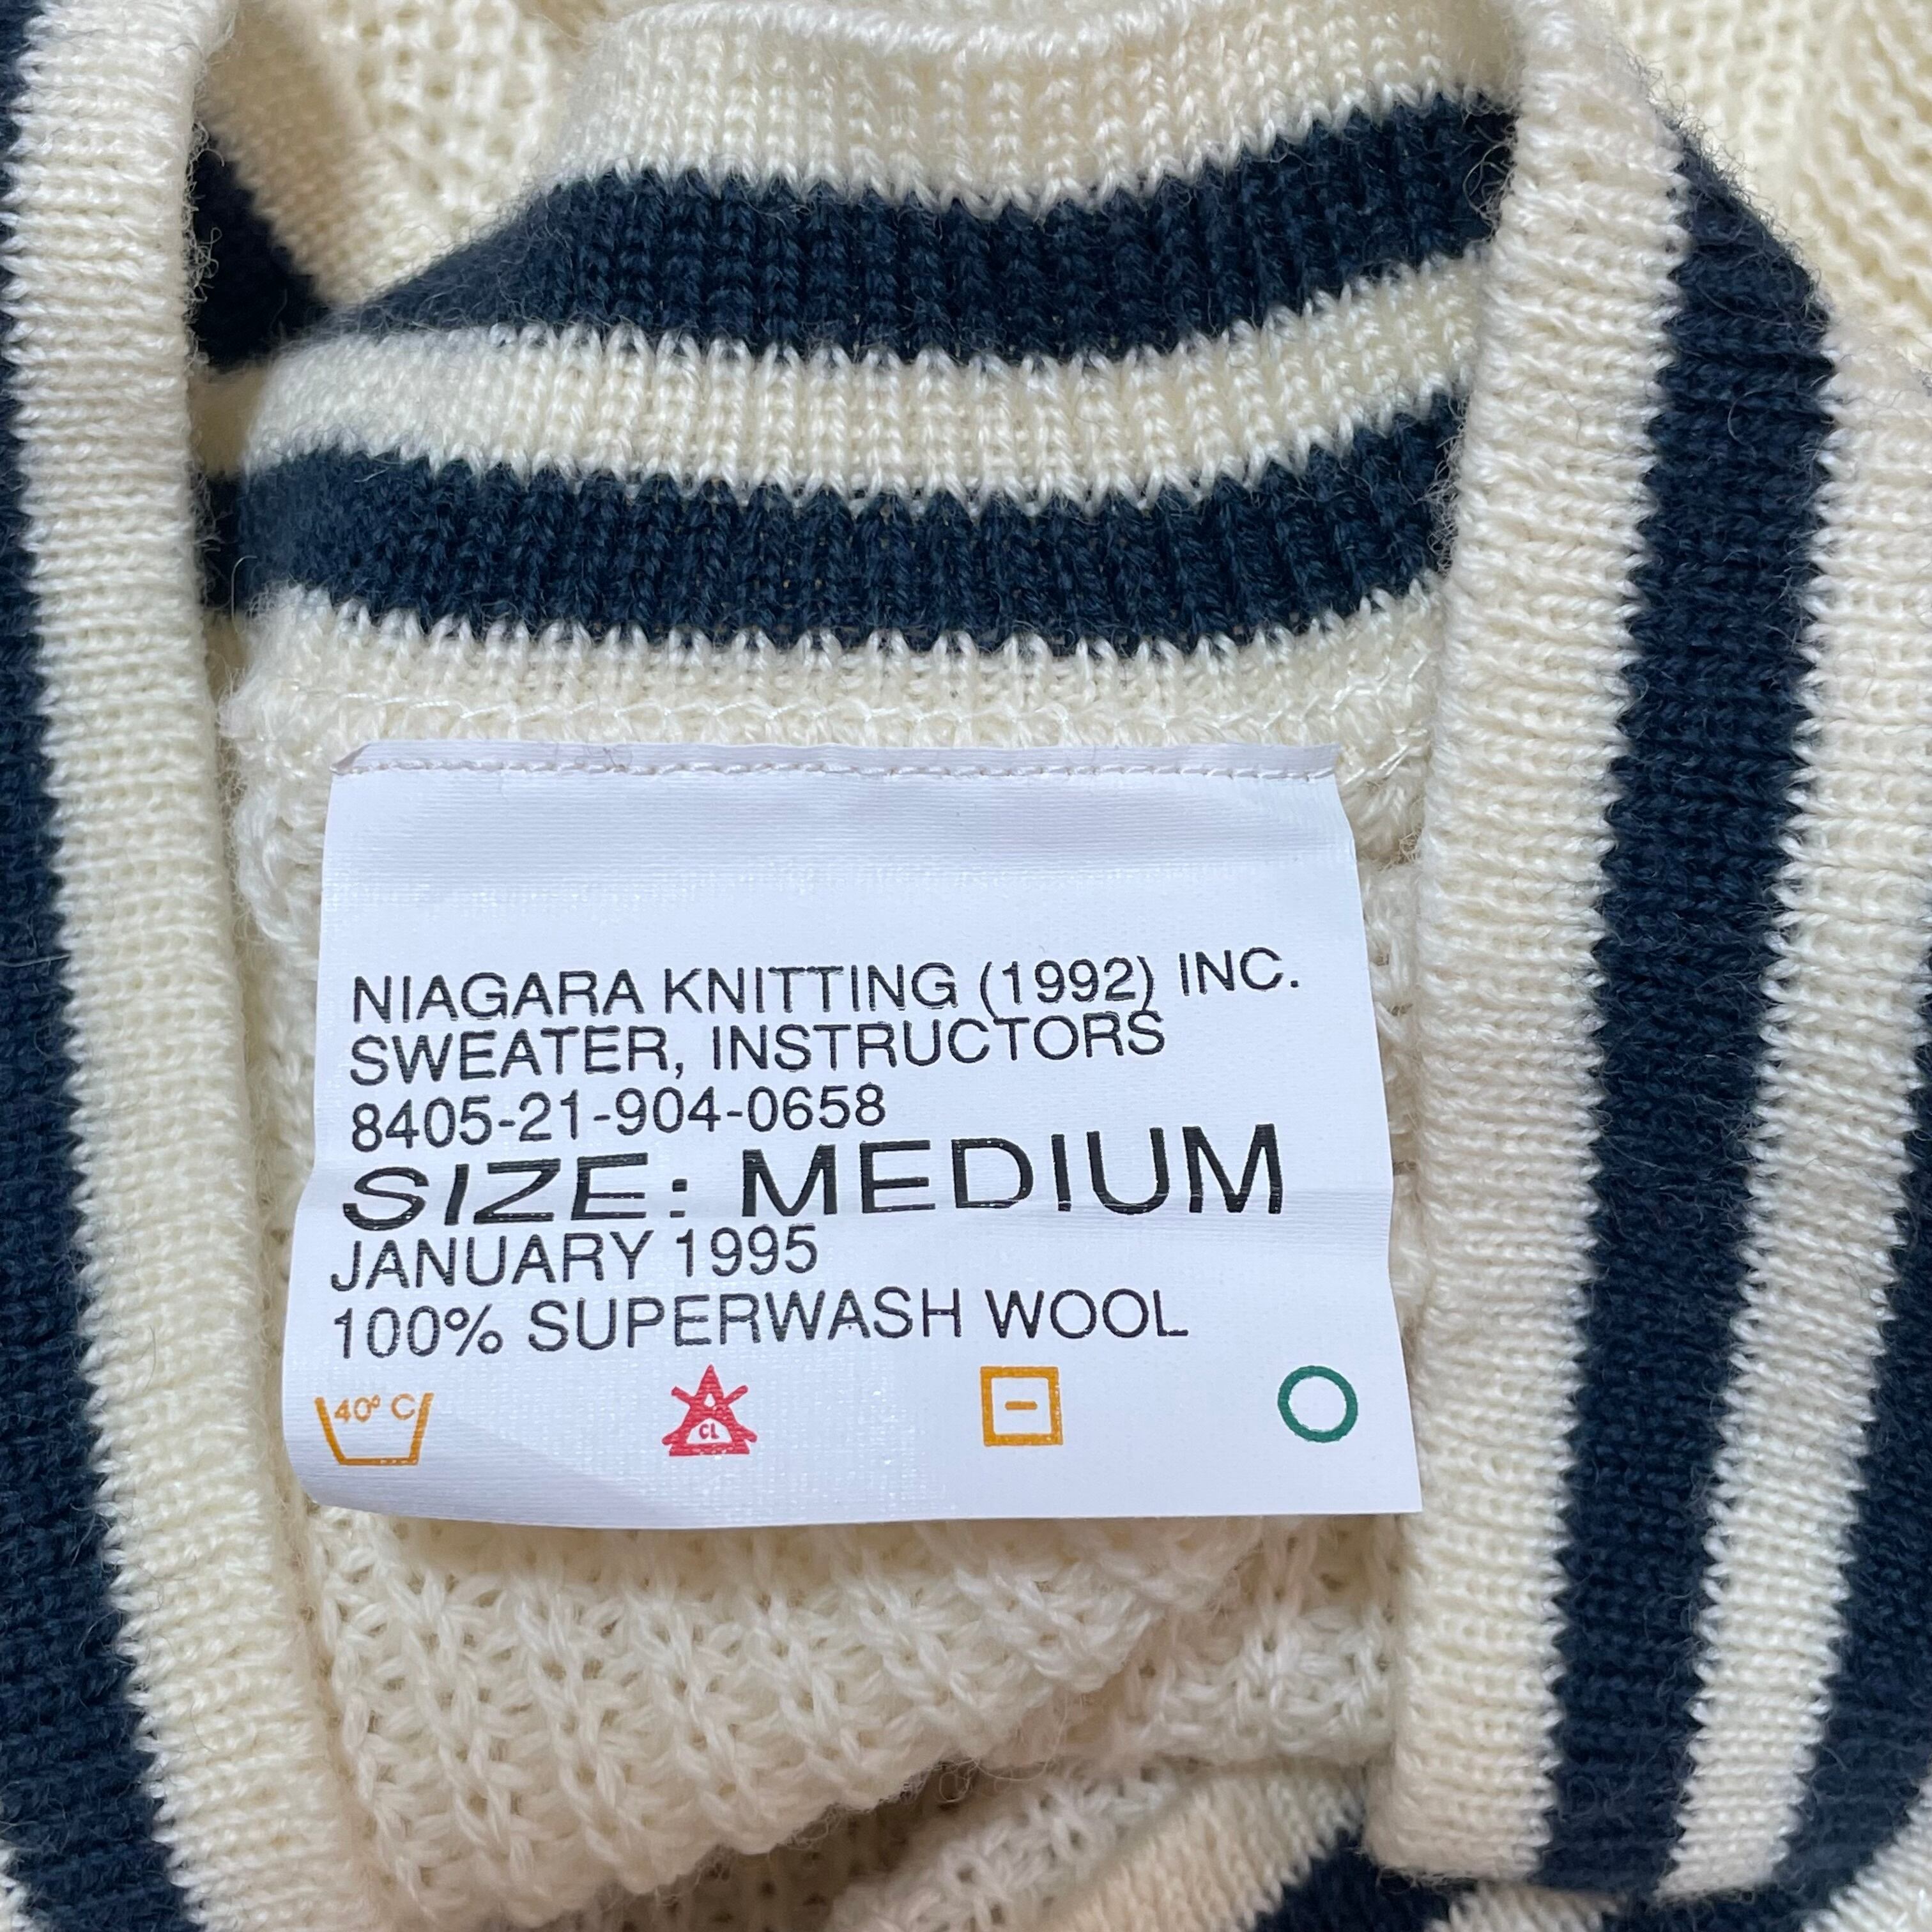 NIAGARA KNITTING (1992) INC.
SWEATER, INSTRUCTORS
8405-21-904-0658
SIZE: MEDIUM
JANUARY 1995
100% SUPERWASH WOOL
40° C CL